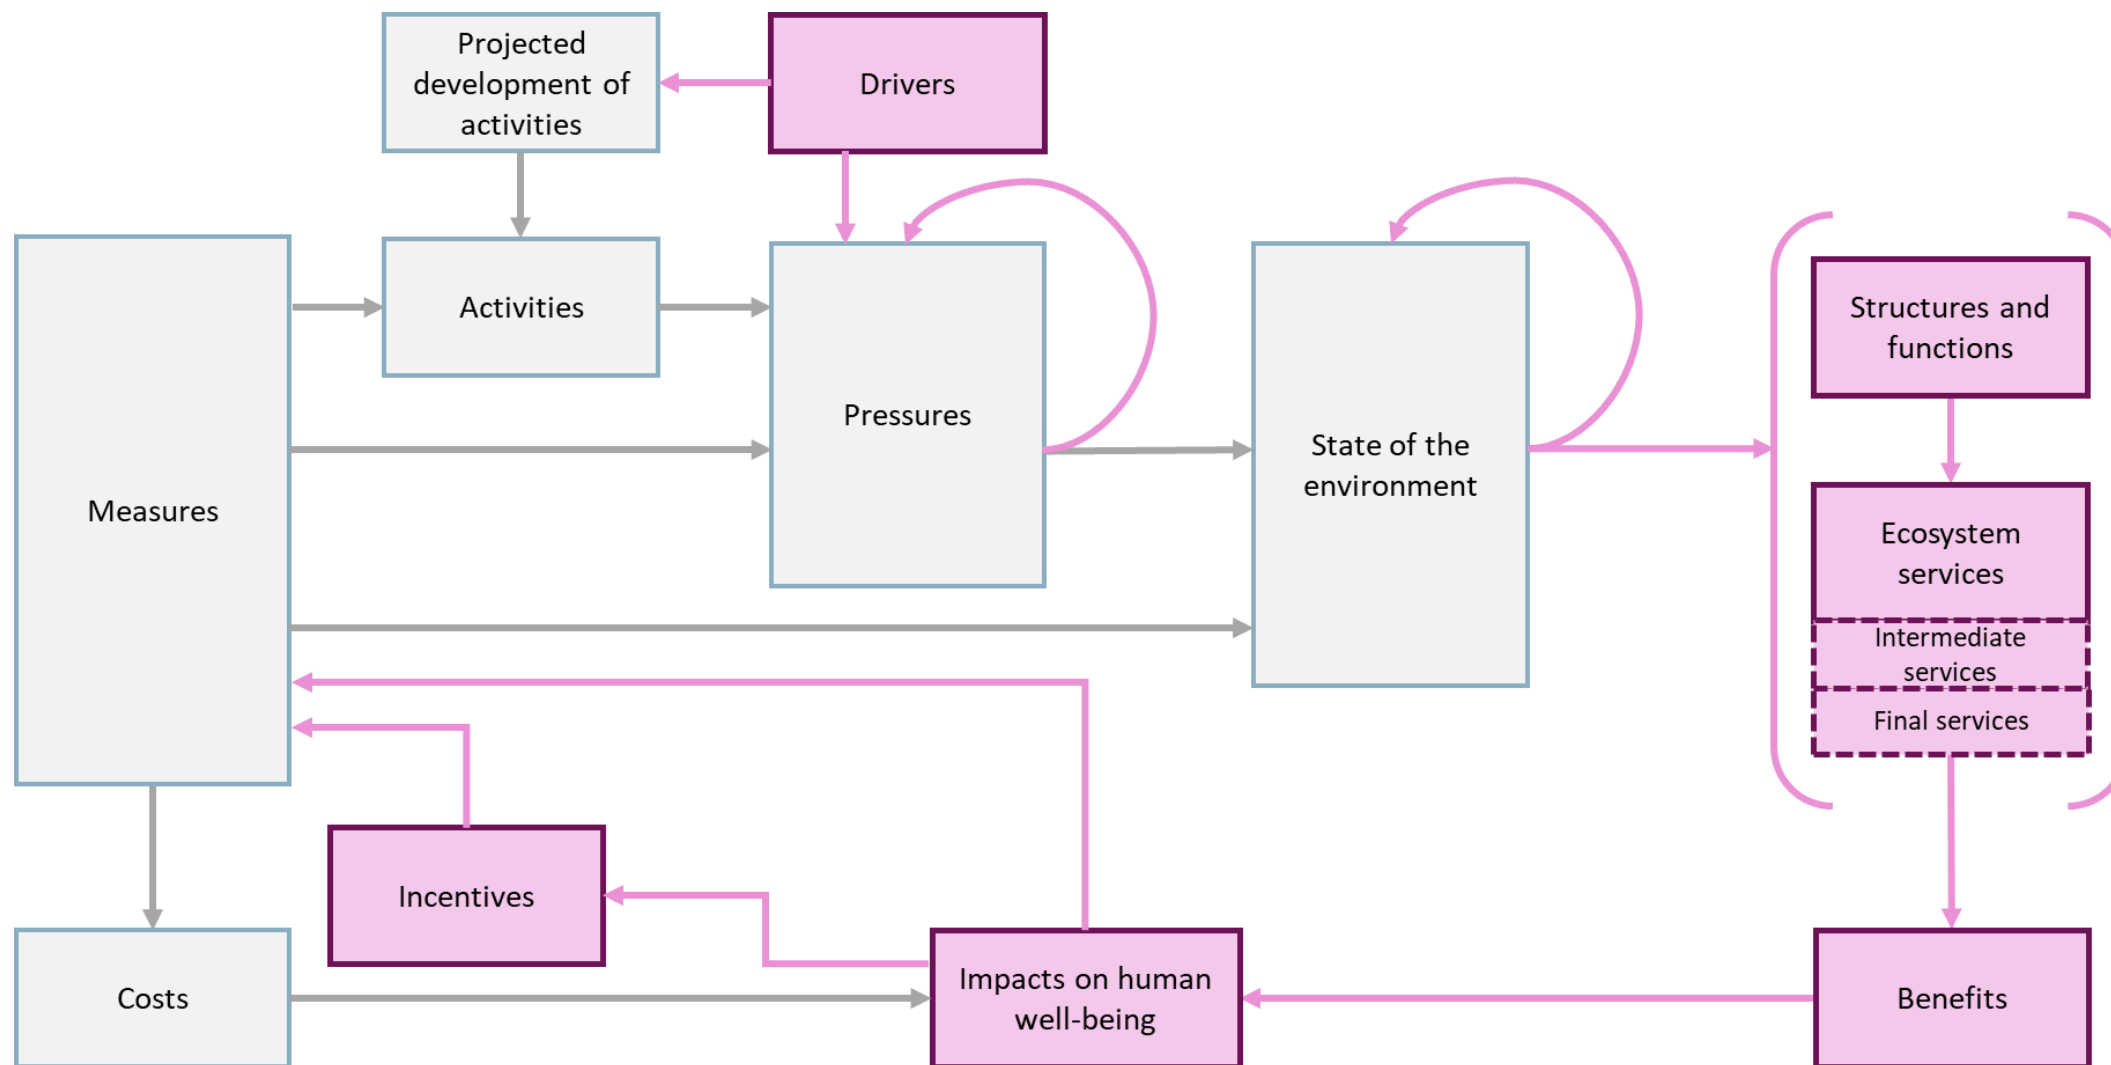 Projected
development of
activities
Drivers
Measures
Activities
Pressures
State of the
environment
Structures and
functions
Ecosystem
services
Intermediate
services
Final services
Incentives
Costs
Impacts on human
well-being
Benefits